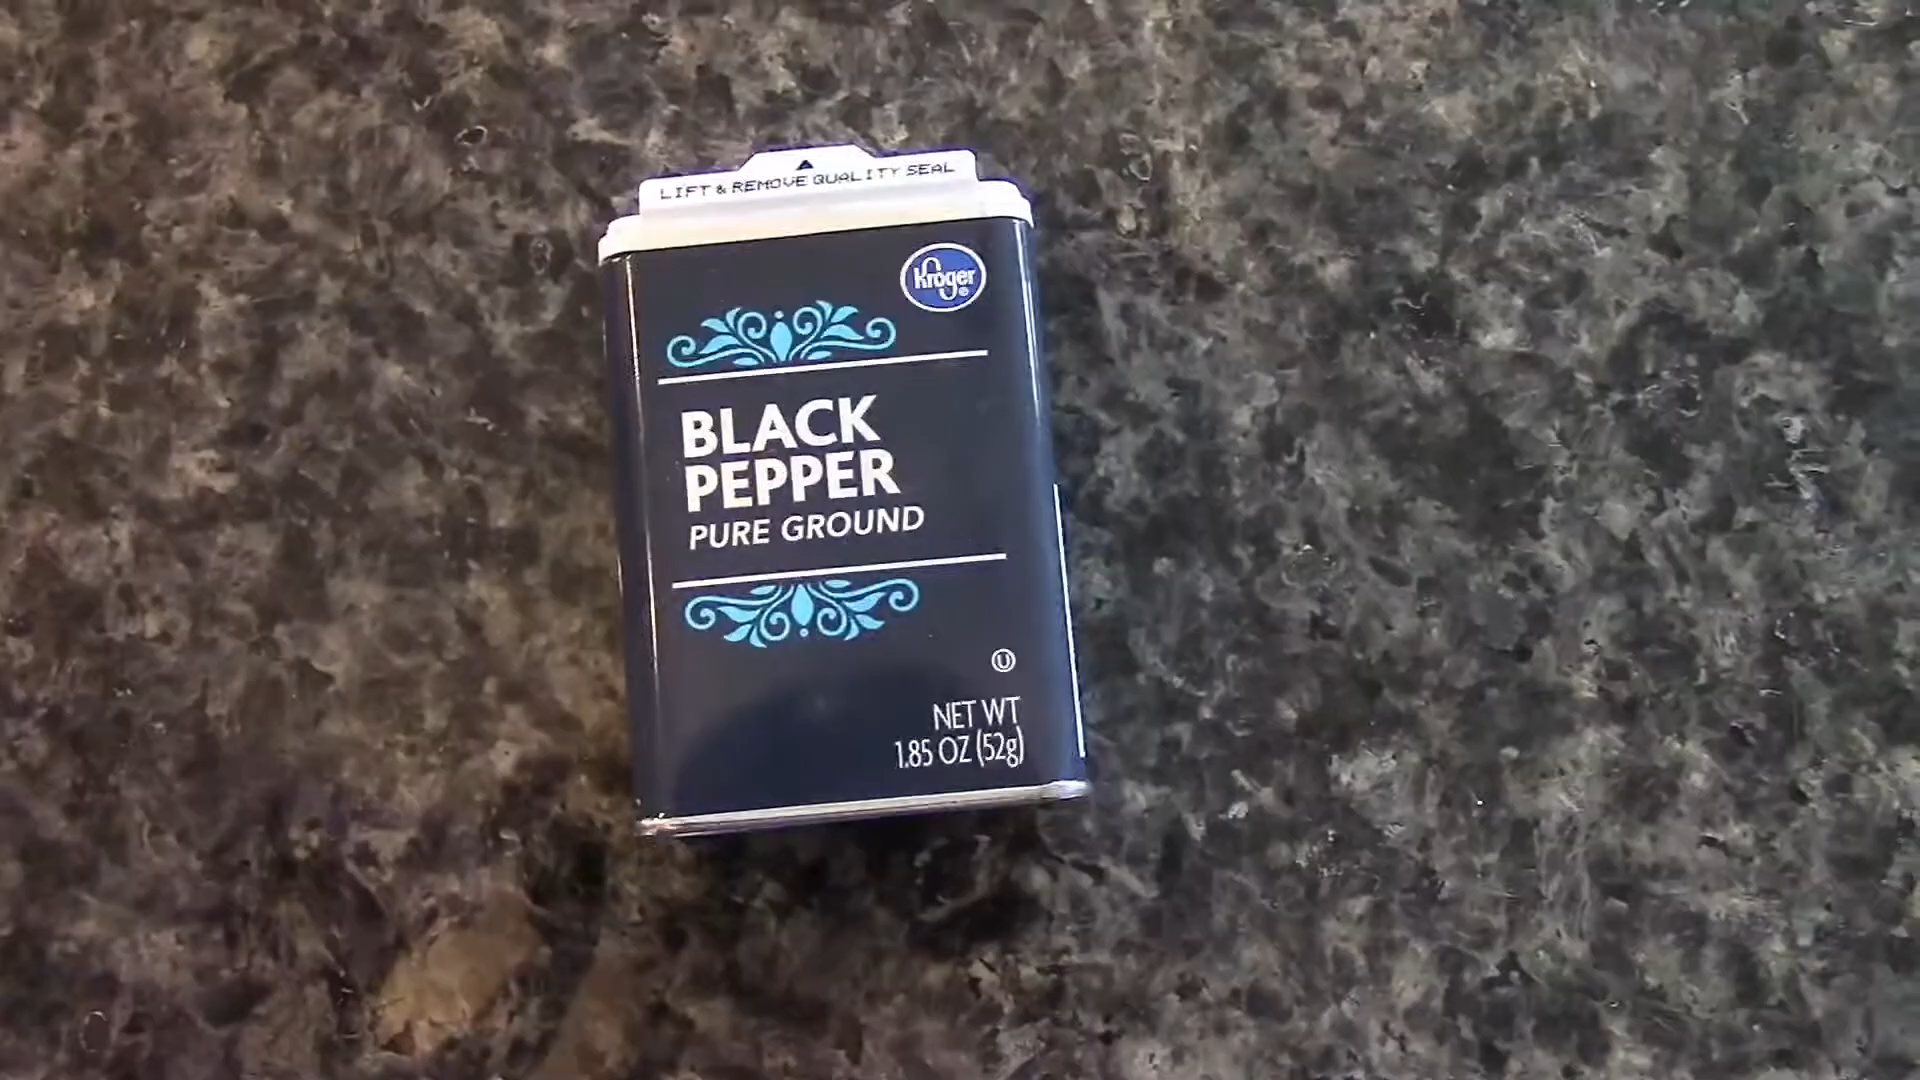 LIFT & REMOVE QUALITY SEAL
Kroger®
BLACK
PEPPER
PURE GROUND
U
NET WT
1.85 OZ (52g)